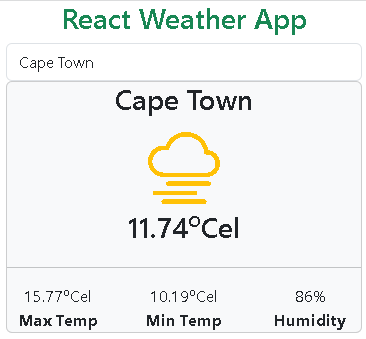 React Weather App
Cape Town
Cape Town
11.74°Cel
15.77°Cel 10.19°Cel 86%
Max Temp Min Temp Humidity